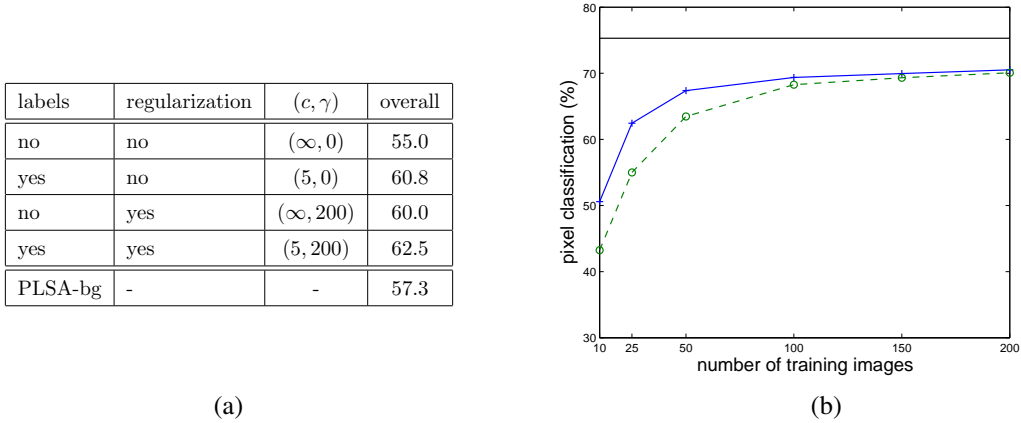 labels regularization (c, γ) overall
no no (∞, 0) 55.0
yes no (5, 0) 60.8
no yes (∞, 200) 60.0
yes yes (5, 200) 62.5
PLSA-bg - - 57.3
(a)
80
70
60
50
40
30
pixel classification (%)
10 25 50 100 150 200
number of training images
(b)